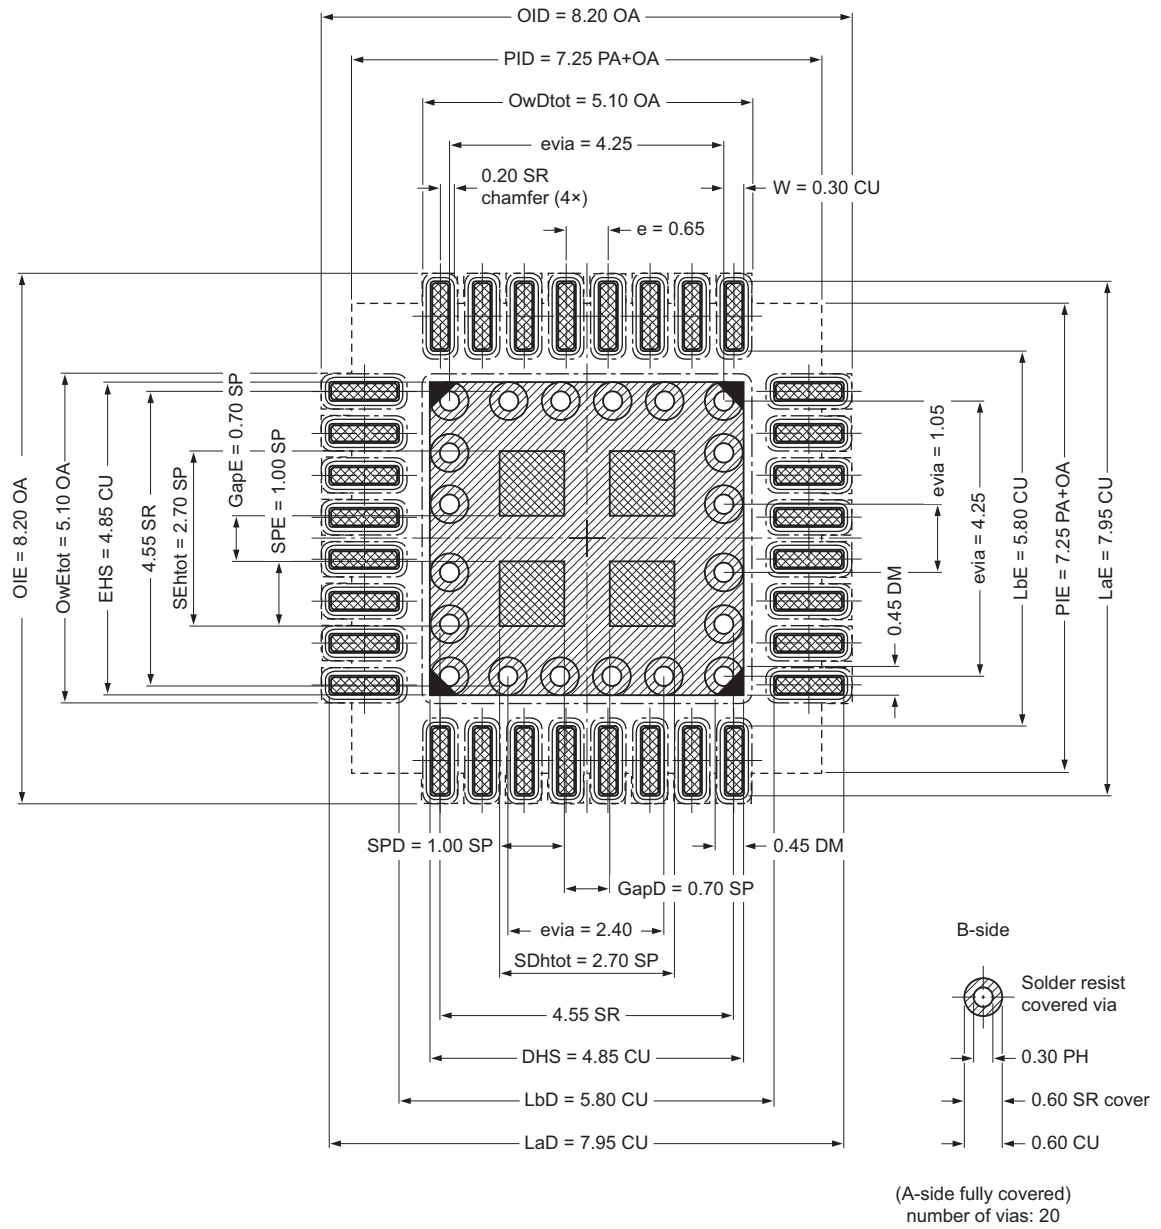 OID = 8.20 OA
PID = 7.25 PA+OA
OwDtot = 5.10 OA
evia = 4.25
0.20 SR
chamfer (4×)
W = 0.30 CU
e = 0.65
OIE = 8.20 OA
OwEtot = 5.10 OA
EHS = 4.85 CU
4.55 SR
SEhtot = 2.70 SP
GapE = 0.70 SP
SPE = 1.00 SP
evia = 1.05
0.45 DM
evia = 4.25
LbE = 5.80 CU
PIE = 7.25 PA+OA
LaE = 7.95 CU
SPD = 1.00 SP
0.45 DM
GapD = 0.70 SP
evia = 2.40
SDhtot = 2.70 SP
4.55 SR
DHS = 4.85 CU
LbD = 5.80 CU
LaD = 7.95 CU
B-side
Solder resist
covered via
0.30 PH
0.60 SR cover
0.60 CU
(A-side fully covered)
number of vias: 20